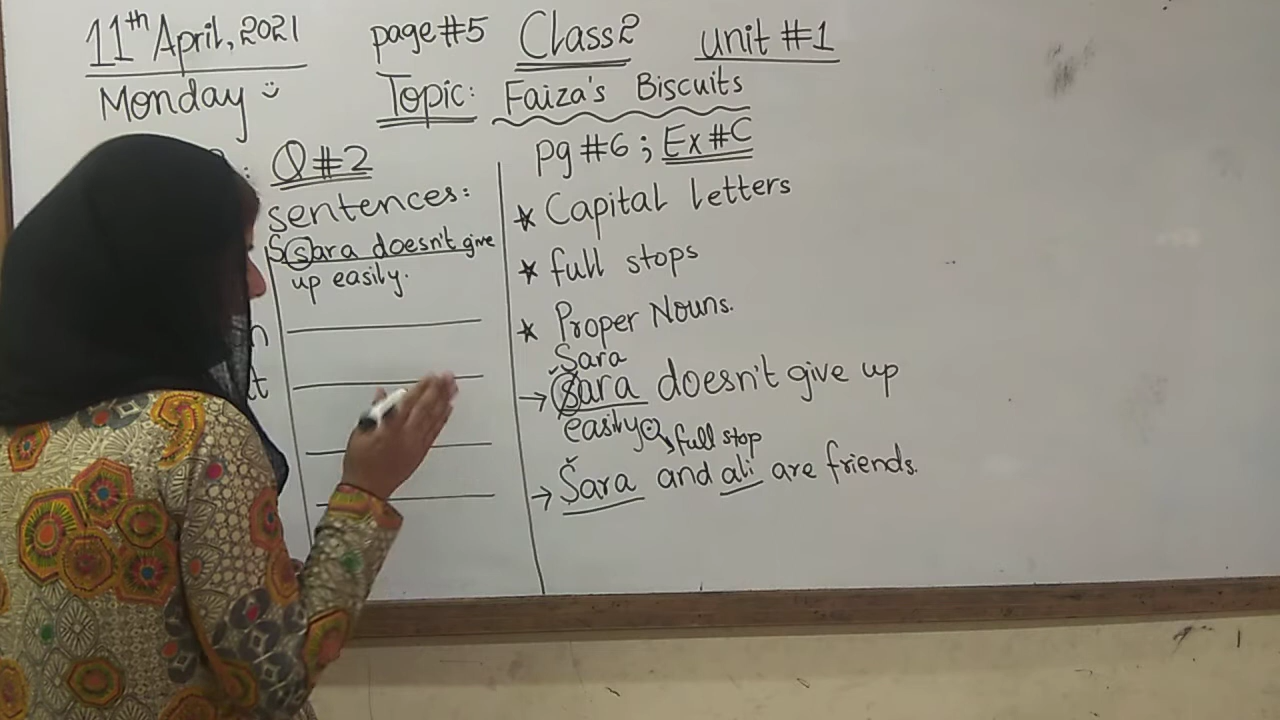 11th April, 2021 page#5 Class 2 unit #1
Monday Topic: Faiza's Biscuits
Q#2
sentences:
S sara doesn't give
up easily.
n
t
pg #6 ; Ex#C
* Capital letters
* full stops
* Proper Nouns.
Sara
→ sara doesn't give up
easily. full stop
→ Sara and ali are friends.